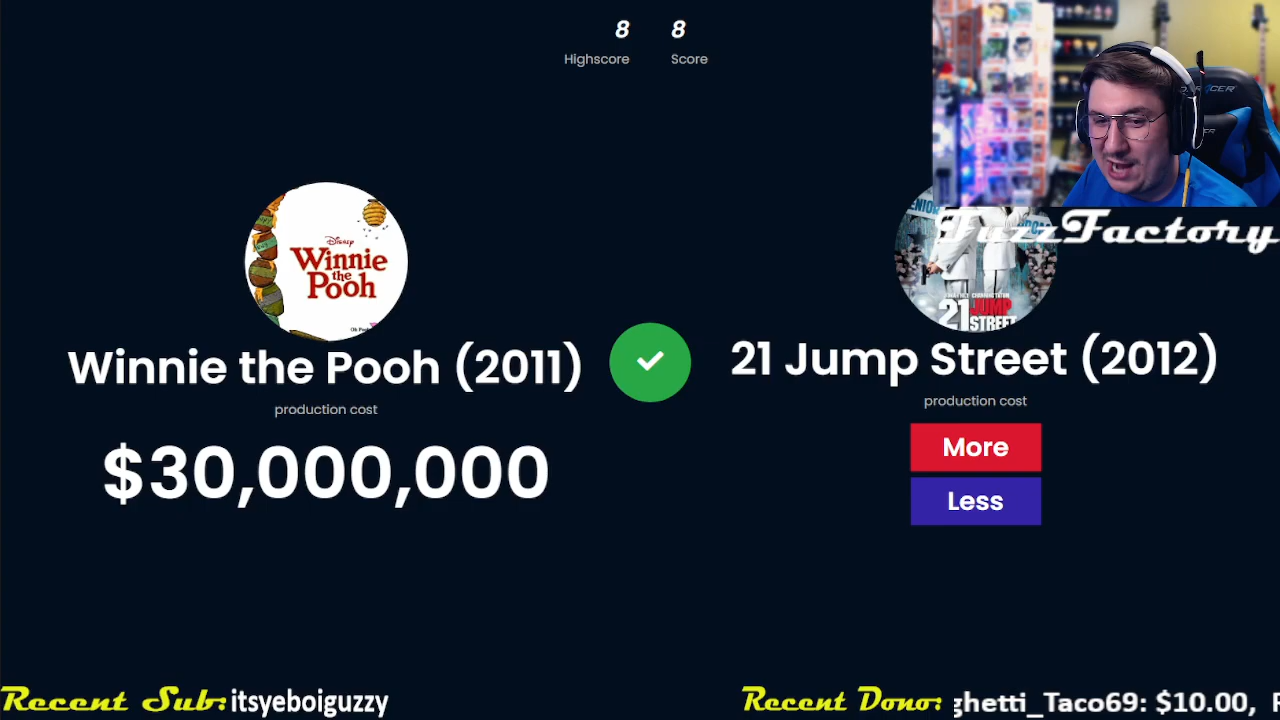 8 8
Highscore Score
FuzzFactory
Disney
Winnie
the
Pooh
21 JUMP
STREET
Winnie the Pooh (2011)
21 Jump Street (2012)
production cost
production cost
$30,000,000
More
Less
Recent Sub: itsyeboiguzzy
Recent Dono: ghetti_Taco69: $10.00,